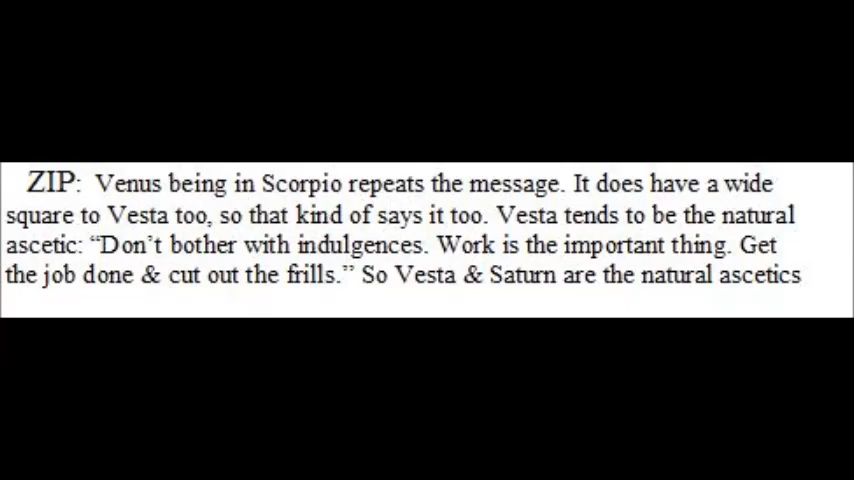 ZIP:  Venus being in Scorpio repeats the message. It does have a wide
square to Vesta too, so that kind of says it too. Vesta tends to be the natural
ascetic: “Don’t bother with indulgences. Work is the important thing. Get
the job done & cut out the frills.” So Vesta & Saturn are the natural ascetics